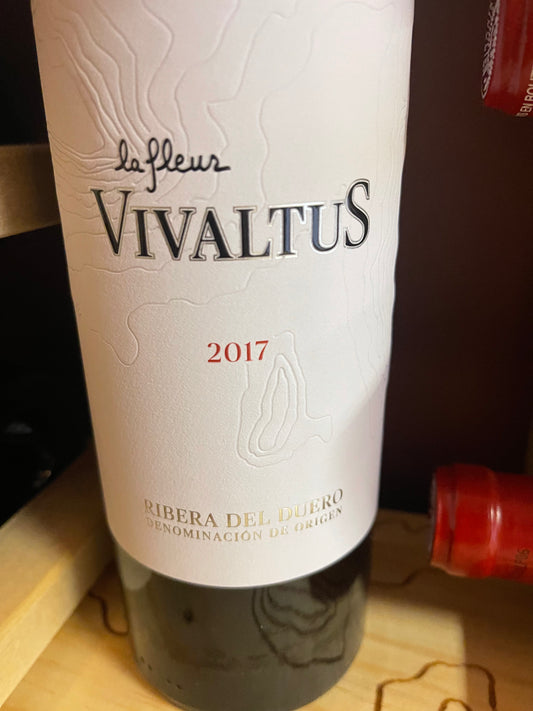 la fleur
VIVALTUS
2017
RIBERA DEL DUERO
DENOMINACIÓN DE ORIGEN